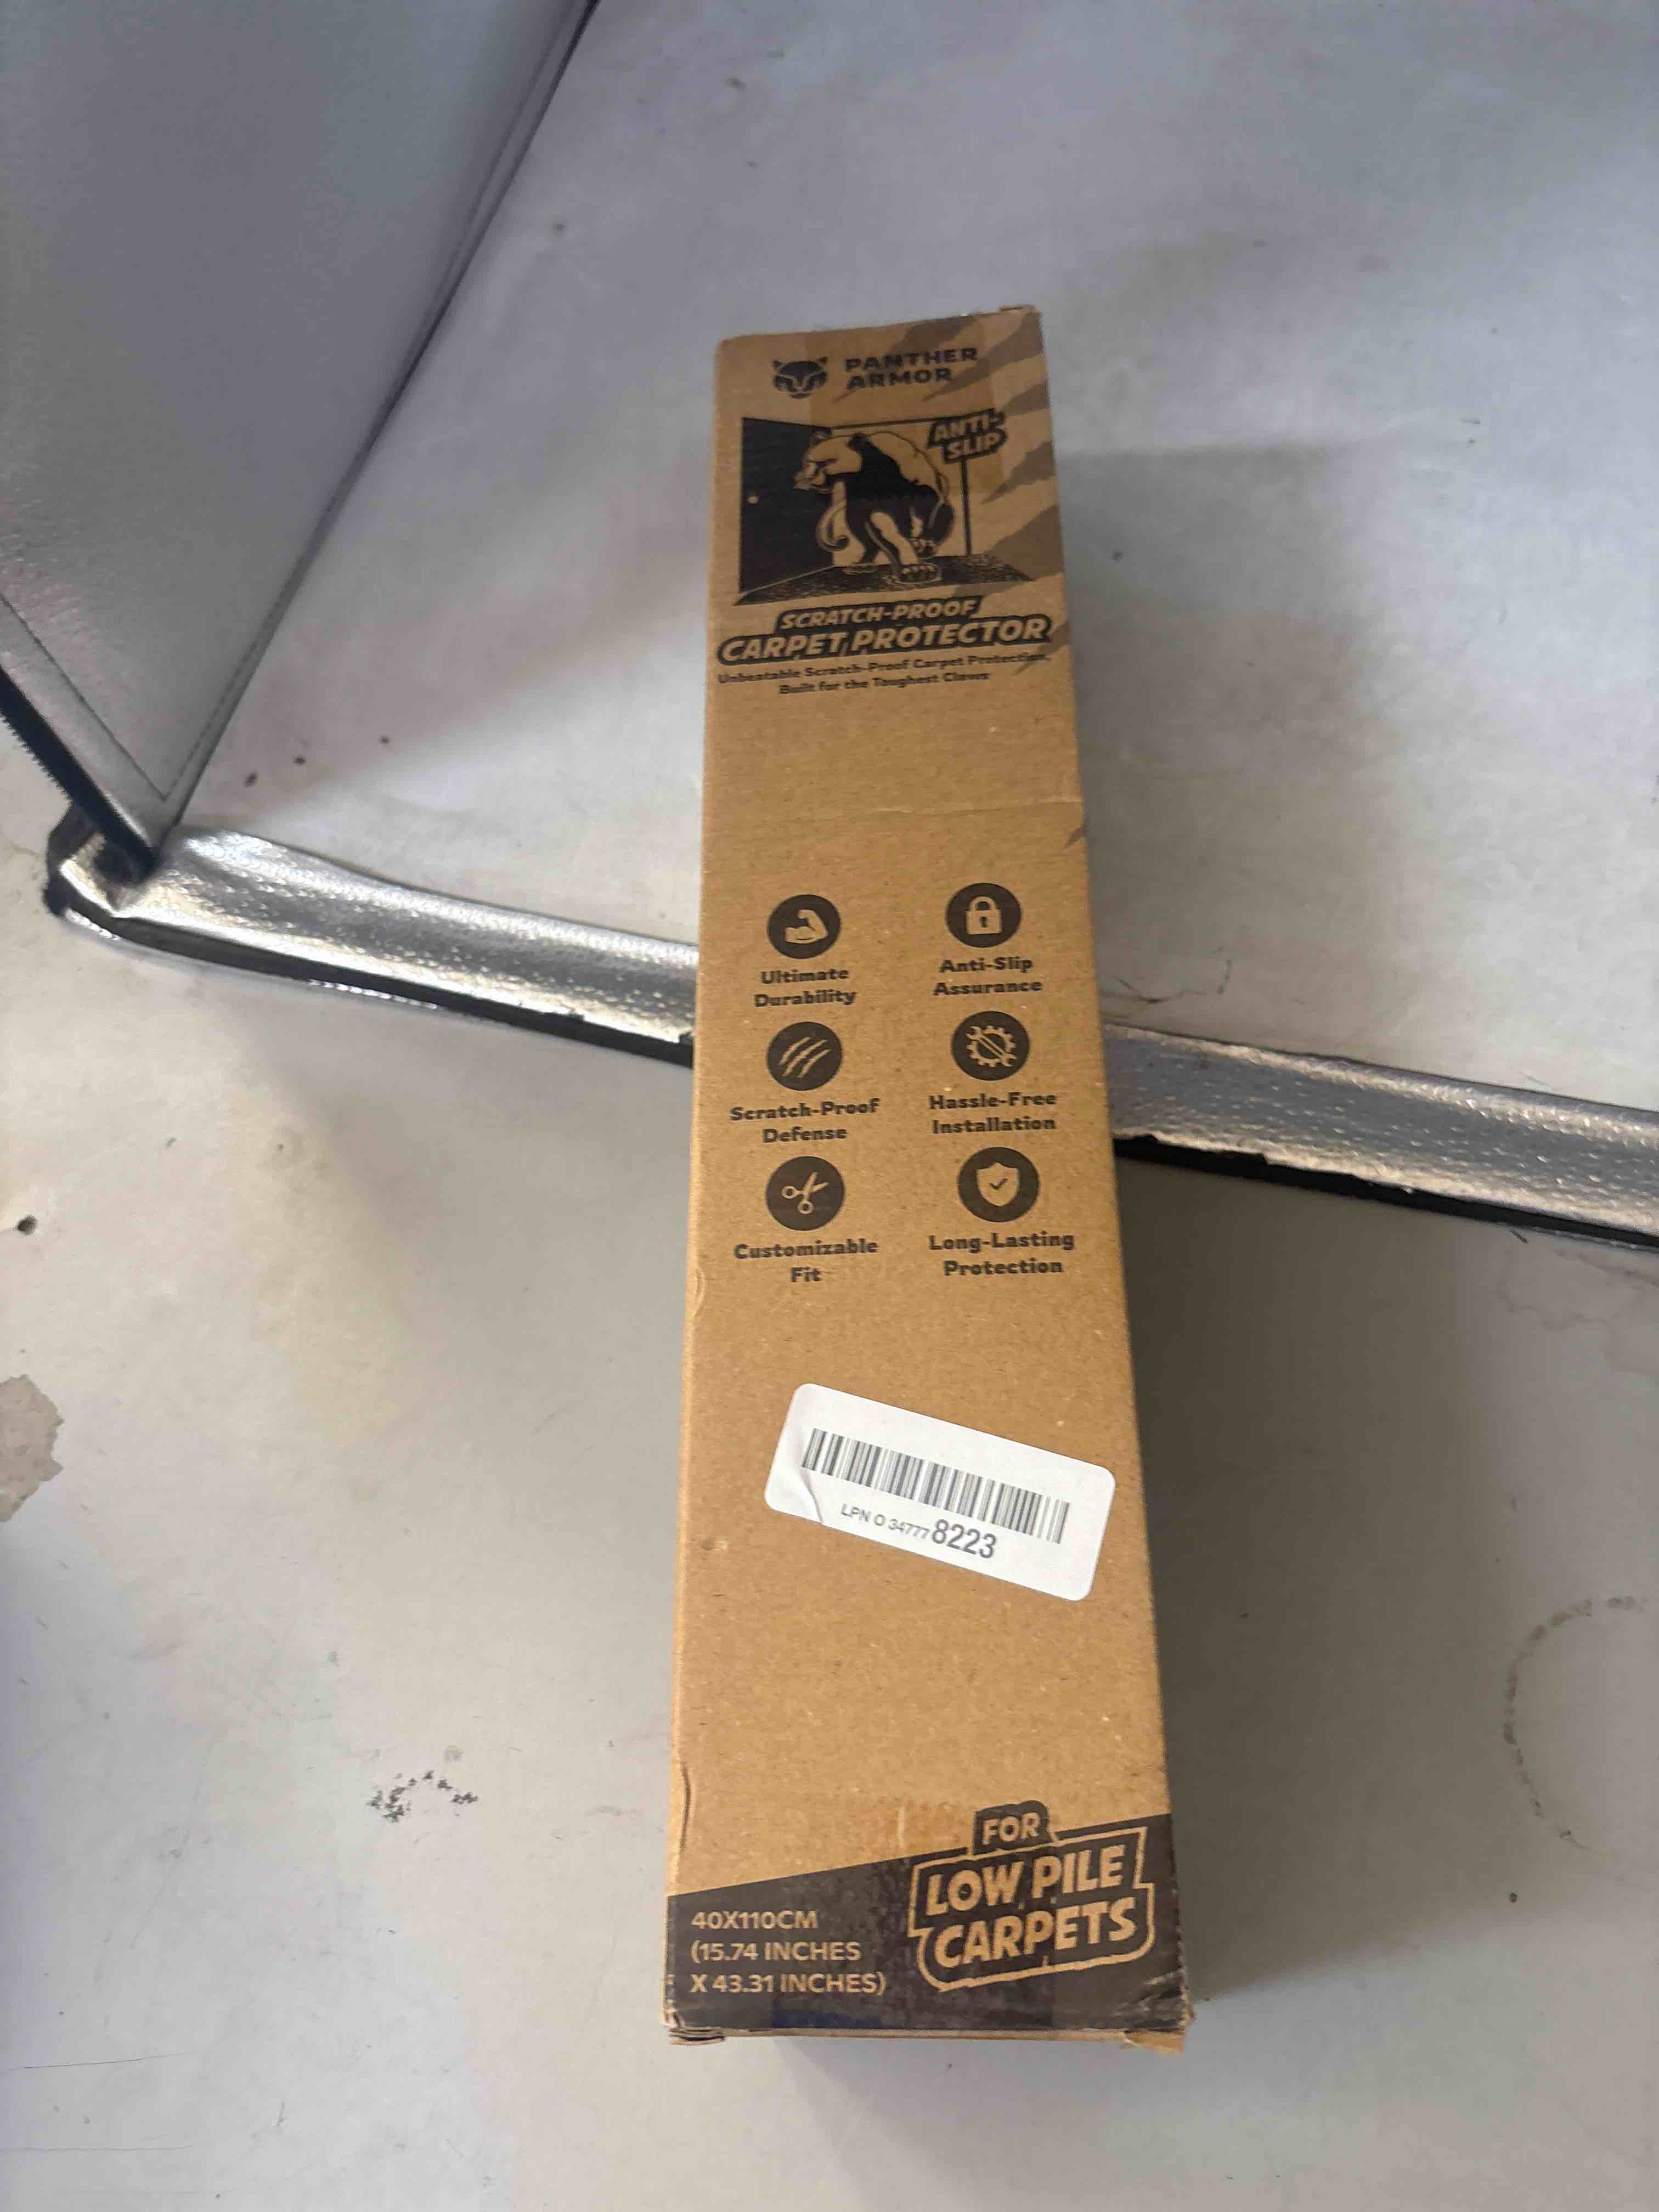 PANTHER
ARMOR
ANTI-
SLIP
SCRATCH-PROOF
CARPET PROTECTOR
Unbeatable Scratch-Proof Carpet Protection,
Built for the Toughest Claws
Ultimate
Durability
Anti-Slip
Assurance
Scratch-Proof
Defense
Hassle-Free
Installation
Customizable
Fit
Long-Lasting
Protection
LPN O 347778223
FOR
LOW PILE
CARPETS
40X110CM
(15.74 INCHES
X 43.31 INCHES)